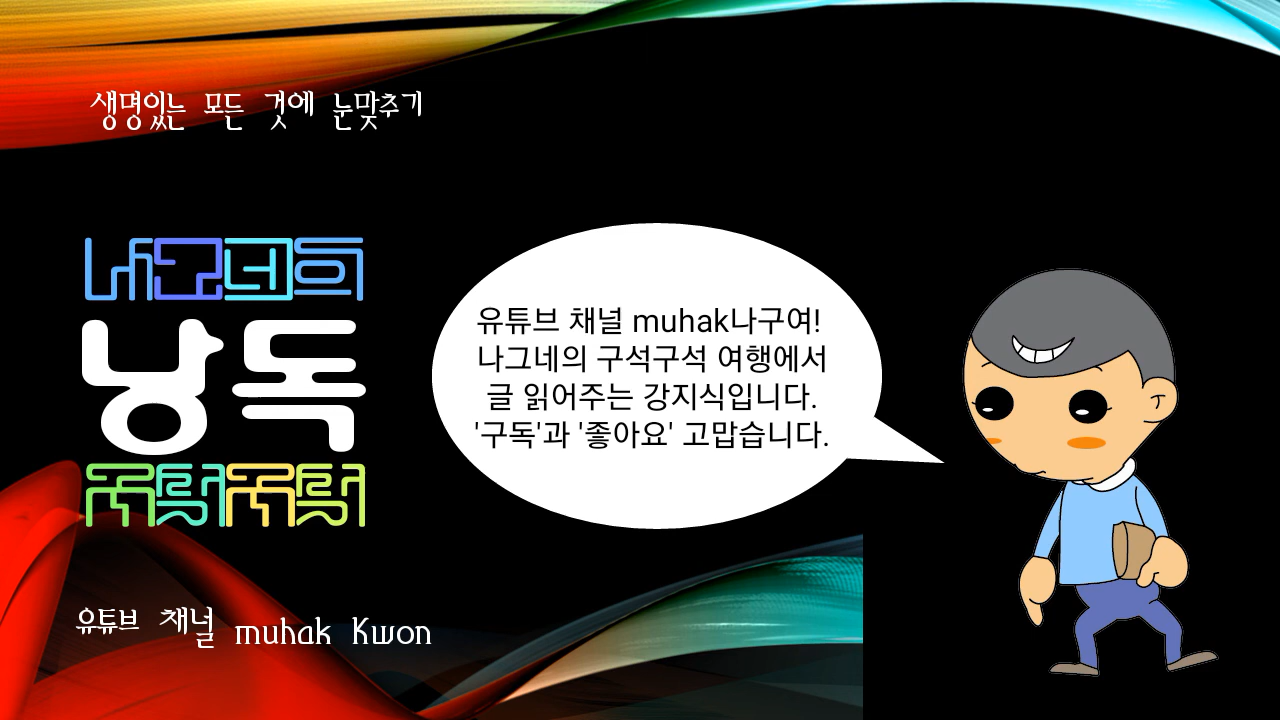 생명있는 모든 것에 눈맞추기
나그네의
낭독
구석구석
유튜브 채널 muhak나구여!
나그네의 구석구석 여행에서
글 읽어주는 강지식입니다.
'구독'과 '좋아요' 고맙습니다.
유튜브 채널 muhak Kwon